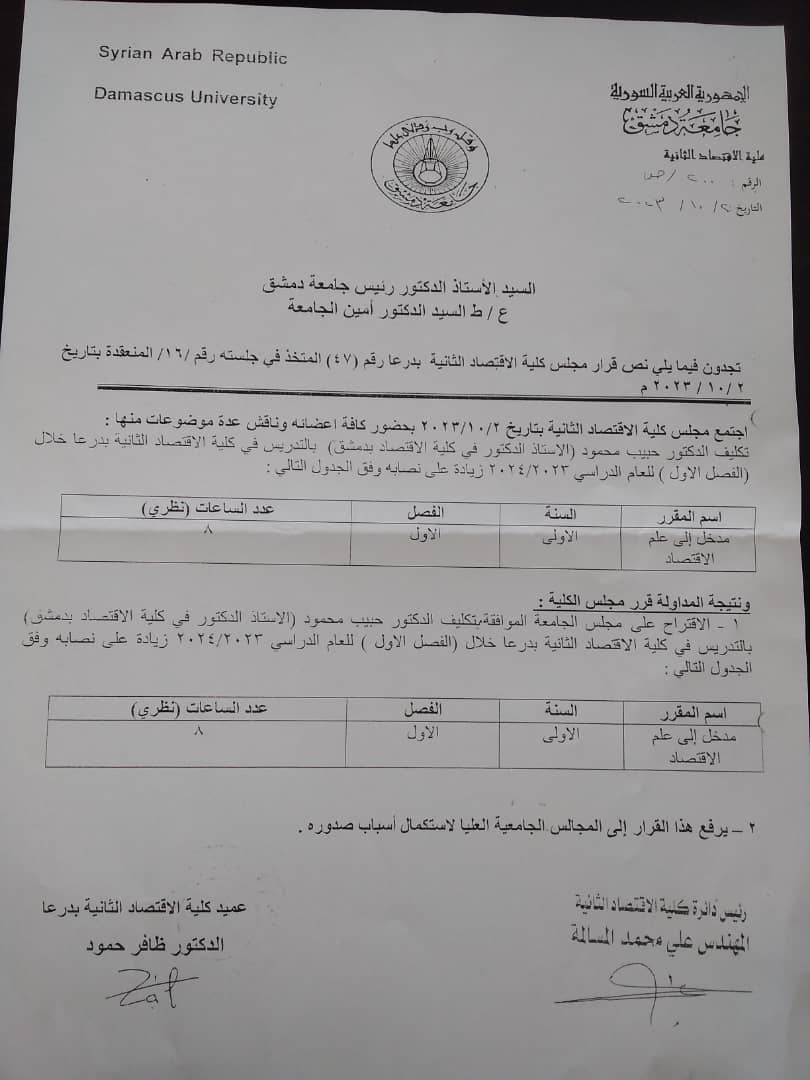 Syrian Arab Republic
Damascus University
الجمهورية العربية السورية
جامعة دمشق
كلية الاقتصاد الثانية
الرقم : ٢٠٠ /ص
التاريخ ٢ / ١٠ / ٢٠٢٣
وقل رب زدني علما
جامعة دمشق
السيد الأستاذ الدكتور رئيس جامعة دمشق
ع / ط السيد الدكتور أمين الجامعة
تجدون فيما يلي نص قرار مجلس كلية الاقتصاد الثانية بدرعا رقم (٤٧) المتخذ في جلسته رقم /١٦/ المنعقدة بتاريخ
٢ / ١٠ / ٢٠٢٣ م
اجتمع مجلس كلية الاقتصاد الثانية بتاريخ ٢٠٢٣/١٠/٢ بحضور كافة اعضائه وناقش عدة موضوعات منها :
تكليف الدكتور حبيب محمود (الاستاذ الدكتور في كلية الاقتصاد بدمشق) بالتدريس في كلية الاقتصاد الثانية بدرعا خلال
(الفصل الاول ) للعام الدراسي ٢٠٢٤/٢٠٢٣ زيادة على نصابه وفق الجدول التالي :
اسم المقرر السنة الفصل عدد الساعات (نظري)
مدخل إلى علم الاولى الاول ٨
الاقتصاد
ونتيجة المداولة قرر مجلس الكلية :
١ - الاقتراح على مجلس الجامعة الموافقة بتكليف الدكتور حبيب محمود (الاستاذ الدكتور في كلية الاقتصاد بدمشق)
بالتدريس في كلية الاقتصاد الثانية بدرعا خلال (الفصل الاول ) للعام الدراسي ٢٠٢٤/٢٠٢٣ زيادة على نصابه وفق
الجدول التالي :
اسم المقرر السنة الفصل عدد الساعات (نظري)
مدخل إلى علم الاولى الاول ٨
الاقتصاد
٢ – يرفع هذا القرار إلى المجالس الجامعية العليا لاستكمال أسباب صدوره .
رئيس دائرة كلية الاقتصاد الثانية
المهندس علي محمد المسالمة
عميد كلية الاقتصاد الثانية بدرعا
الدكتور ظافر حمود